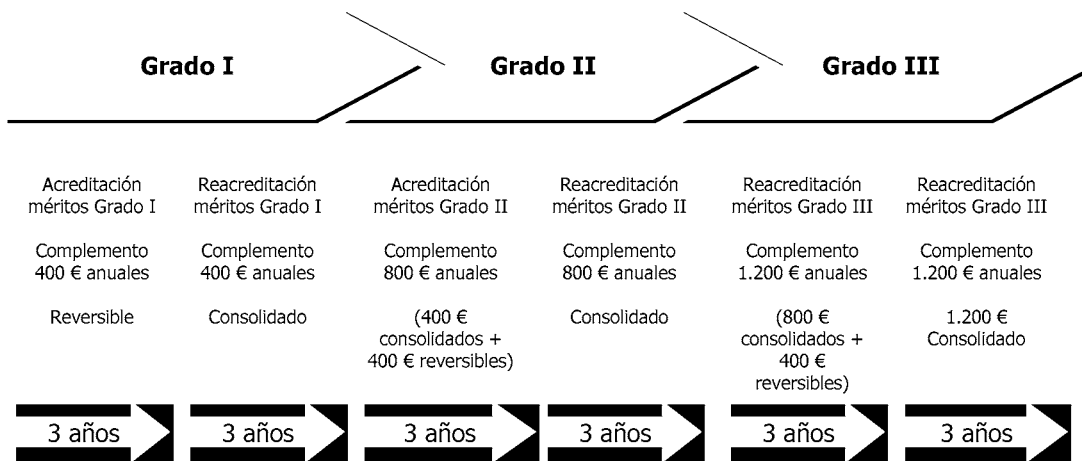 Grado I
Grado II
Grado III
Acreditación
méritos Grado I
Complemento
400 € anuales
Reversible
Reacreditación
méritos Grado I
Complemento
400 € anuales
Consolidado
Acreditación
méritos Grado II
Complemento
800 € anuales
(400 €
consolidados +
400 € reversibles)
Reacreditación
méritos Grado II
Complemento
800 € anuales
Consolidado
Reacreditación
méritos Grado III
Complemento
1.200 € anuales
(800 €
consolidados +
400 €
reversibles)
Reacreditación
méritos Grado III
Complemento
1.200 € anuales
1.200 €
Consolidado
3 años
3 años
3 años
3 años
3 años
3 años